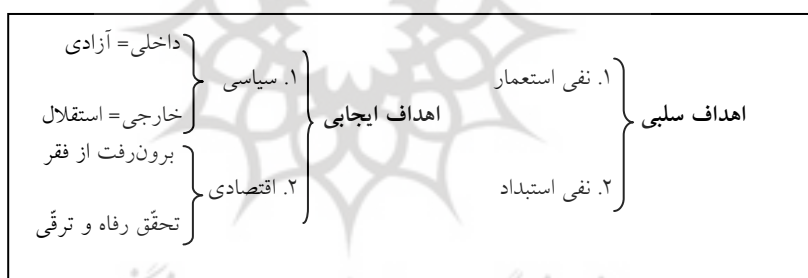 اهداف سلبی
۱. نفی استعمار
۲. نفی استبداد
اهداف ایجابی
۱. سیاسی
داخلی= آزادی
خارجی= استقلال
۲. اقتصادی
برون‌رفت از فقر
تحقّق رفاه و ترقّی